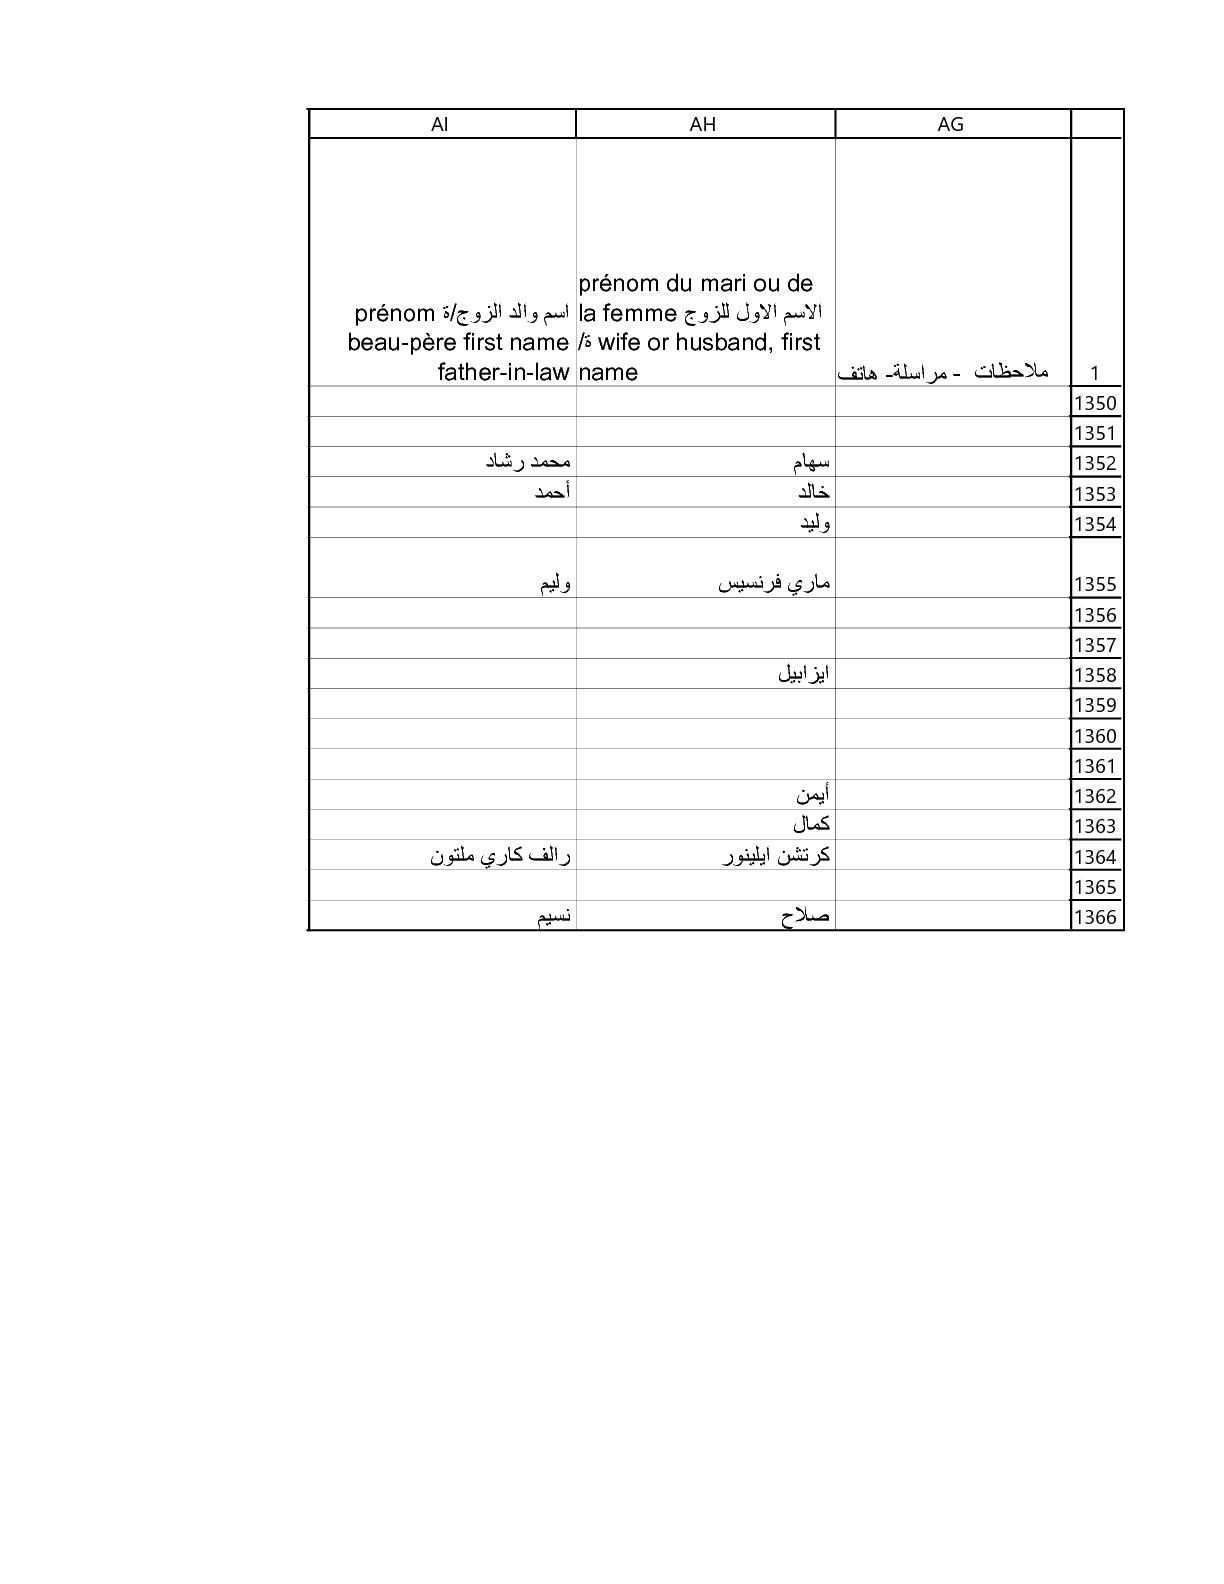 AI AH AG
prénom du mari ou de
la femme الاسم الاول للزوج
/ة wife or husband, first
name
prénom اسم والد الزوج/ة
beau-père first name
father-in-law
ملاحظات - مراسلة- هاتف
1
1350
1351
1352 سهام محمد رشاد
1353 خالد أحمد
1354 وليد
1355 ماري فرنسيس وليم
1356
1357
1358 ايزابيل
1359
1360
1361
1362 أيمن
1363 كمال
1364 كرتشن ايلينور رالف كاري ملتون
1365
1366 صلاح نسيم